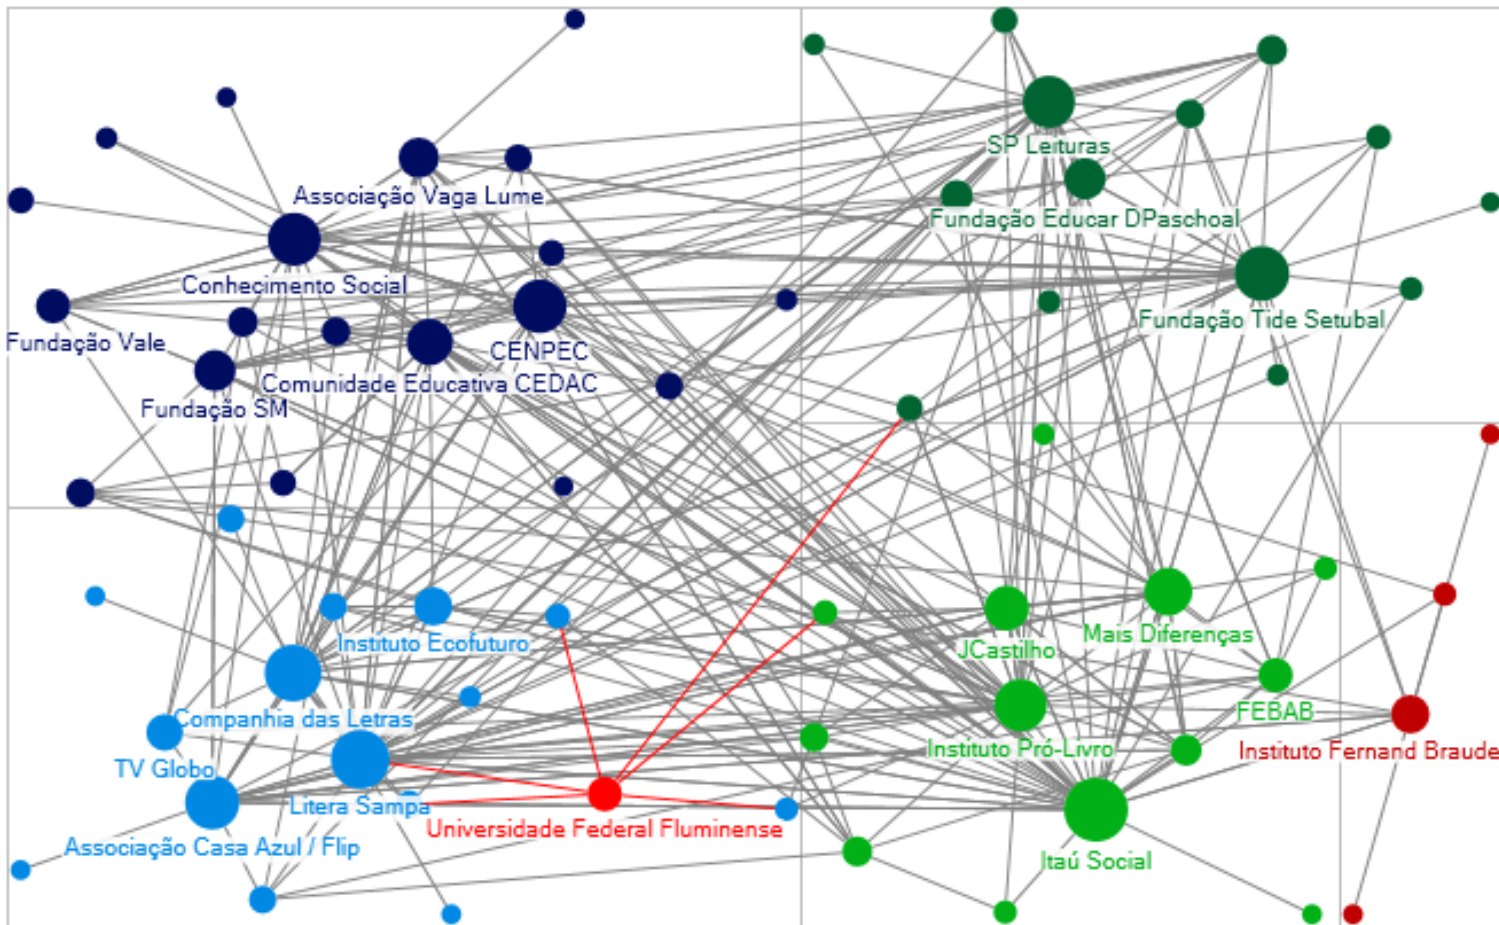 SP Leituras
Associação Vaga Lume
Fundação Educar DPaschoal
Conhecimento Social
Fundação Tide Setubal
Fundação Vale
CENPEC
Comunidade Educativa CEDAC
Fundação SM
Mais Diferenças
Instituto Ecofuturo
JCastilho
FEBAB
Companhia das Letras
Instituto Pró-Livro
Instituto Fernand Braude
TV Globo
Litera Sampa
Universidade Federal Fluminense
Associação Casa Azul / Flip
Itaú Social